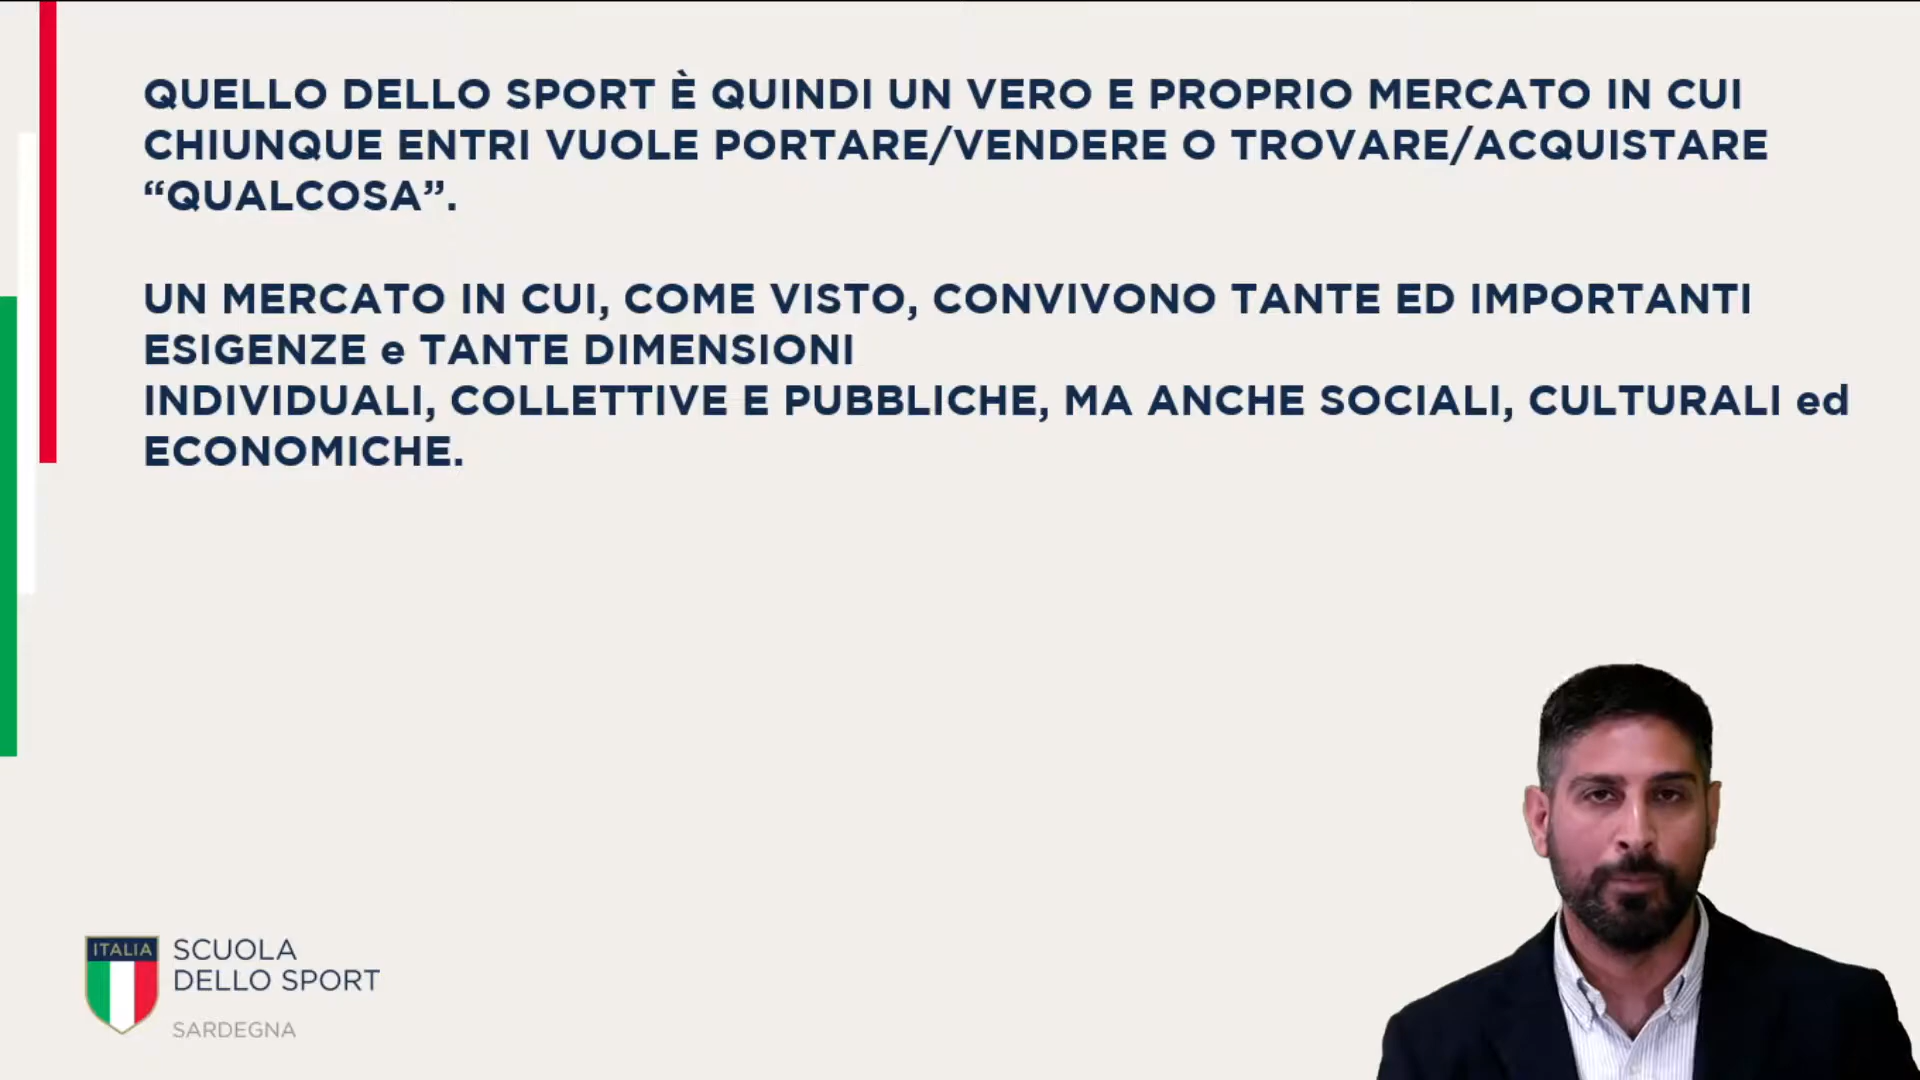 QUELLO DELLO SPORT È QUINDI UN VERO E PROPRIO MERCATO IN CUI
CHIUNQUE ENTRI VUOLE PORTARE/VENDERE O TROVARE/ACQUISTARE
“QUALCOSA”.
UN MERCATO IN CUI, COME VISTO, CONVIVONO TANTE ED IMPORTANTI
ESIGENZE e TANTE DIMENSIONI
INDIVIDUALI, COLLETTIVE E PUBBLICHE, MA ANCHE SOCIALI, CULTURALI ed
ECONOMICHE.
ITALIA
SCUOLA
DELLO SPORT
SARDEGNA